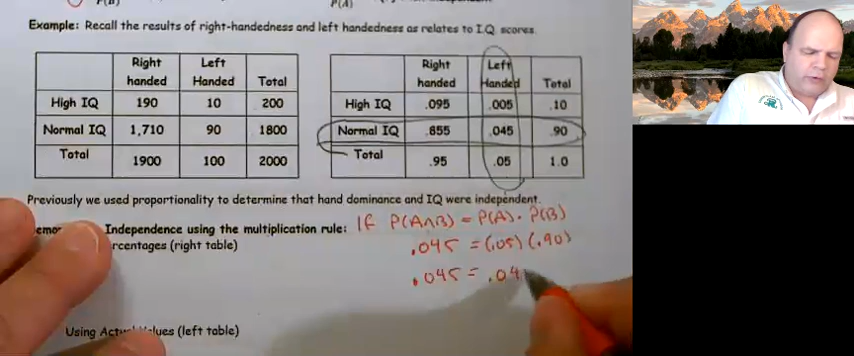 P(B) P(A)
Example: Recall the results of right-handedness and left handedness as relates to I.Q. scores
Right handed Left Handed Total
High IQ 190 10 200
Normal IQ 1,710 90 1800
Total 1900 100 2000
Right handed Left Handed Total
High IQ .095 .005 .10
Normal IQ .855 .045 .90
Total .95 .05 1.0
Previously we used proportionality to determine that hand dominance and IQ were independent.
Independence using the multiplication rule: If P(A∩B) = P(A) · P(B)
(right table) .045 = (.05) (.90)
.045 = .04
Using (left table)